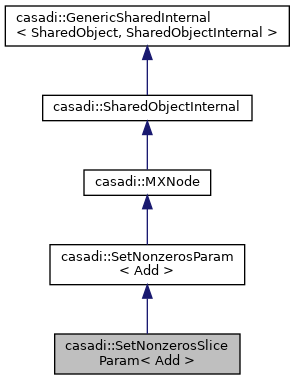 casadi::GenericSharedInternal
< SharedObject, SharedObjectInternal >
casadi::SharedObjectInternal
casadi::MXNode
casadi::SetNonzerosParam
< Add >
casadi::SetNonzerosSlice
Param< Add >